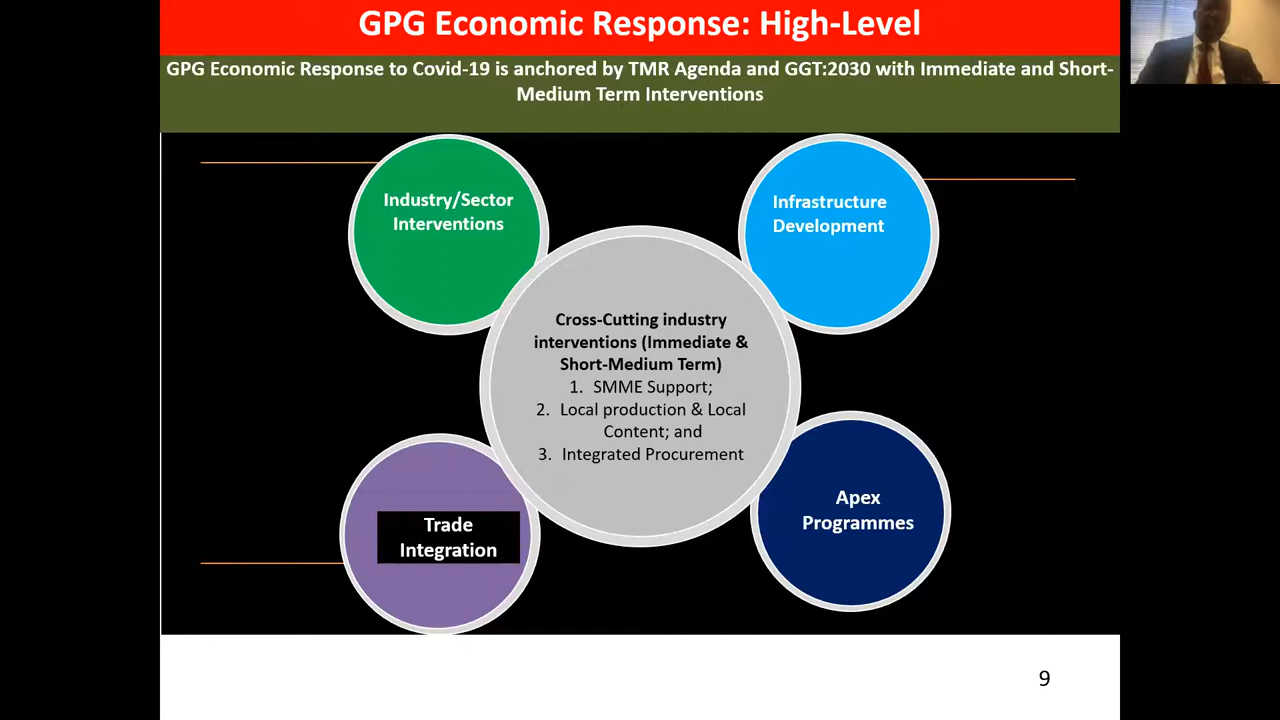 GPG Economic Response: High-Level
GPG Economic Response to Covid-19 is anchored by TMR Agenda and GGT:2030 with Immediate and Short-
Medium Term Interventions
Industry/Sector
Interventions
Infrastructure
Development
Cross-Cutting industry
interventions (Immediate &
Short-Medium Term)
1. SMME Support;
2. Local production & Local
Content; and
3. Integrated Procurement
Trade
Integration
Apex
Programmes
9